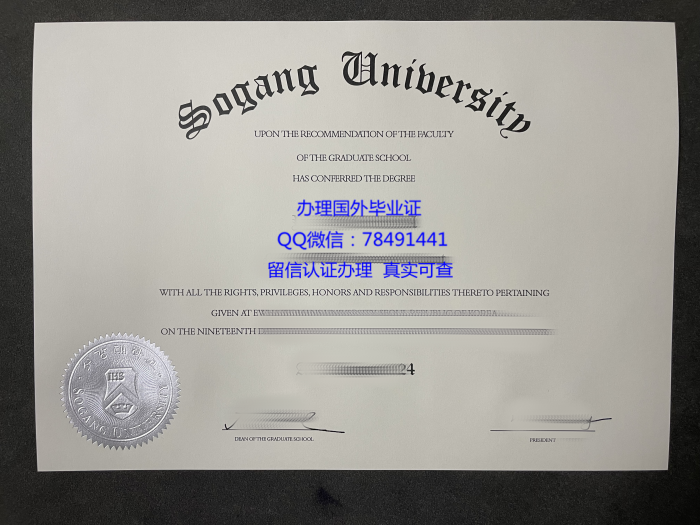 Sogang University
UPON THE RECOMMENDATION OF THE FACULTY
OF THE GRADUATE SCHOOL
HAS CONFERRED THE DEGREE
办理国外毕业证
QQ微信：78491441
留信认证办理 真实可查
WITH ALL THE RIGHTS, PRIVILEGES, HONORS AND RESPONSIBILITIES THERETO PERTAINING
GIVEN AT
ON THE NINETEENTH
24
IHS
SOGANG UNIVERSITY
DEAN OF THE GRADUATE SCHOOL
PRESIDENT